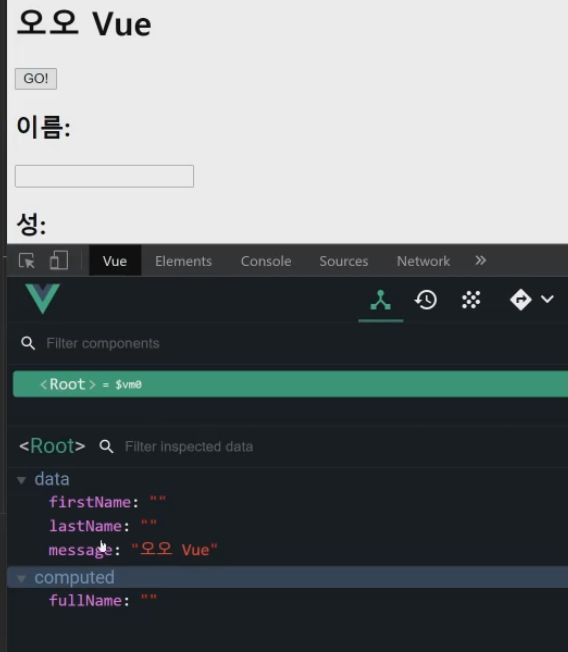 오오 Vue
GO!
이름:
성:
Vue Elements Console Sources Network »
Filter components
<Root> = $vm0
<Root> Filter inspected data
data
firstName: ""
lastName: ""
message: "오오 Vue"
computed
fullName: ""